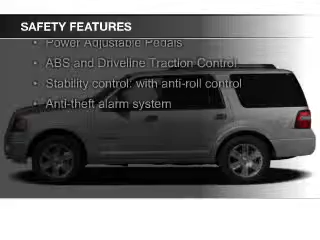 SAFETY FEATURES
• Power Adjustable Pedals
• ABS and Driveline Traction Control
• Stability control: with anti-roll control
• Anti-theft alarm system